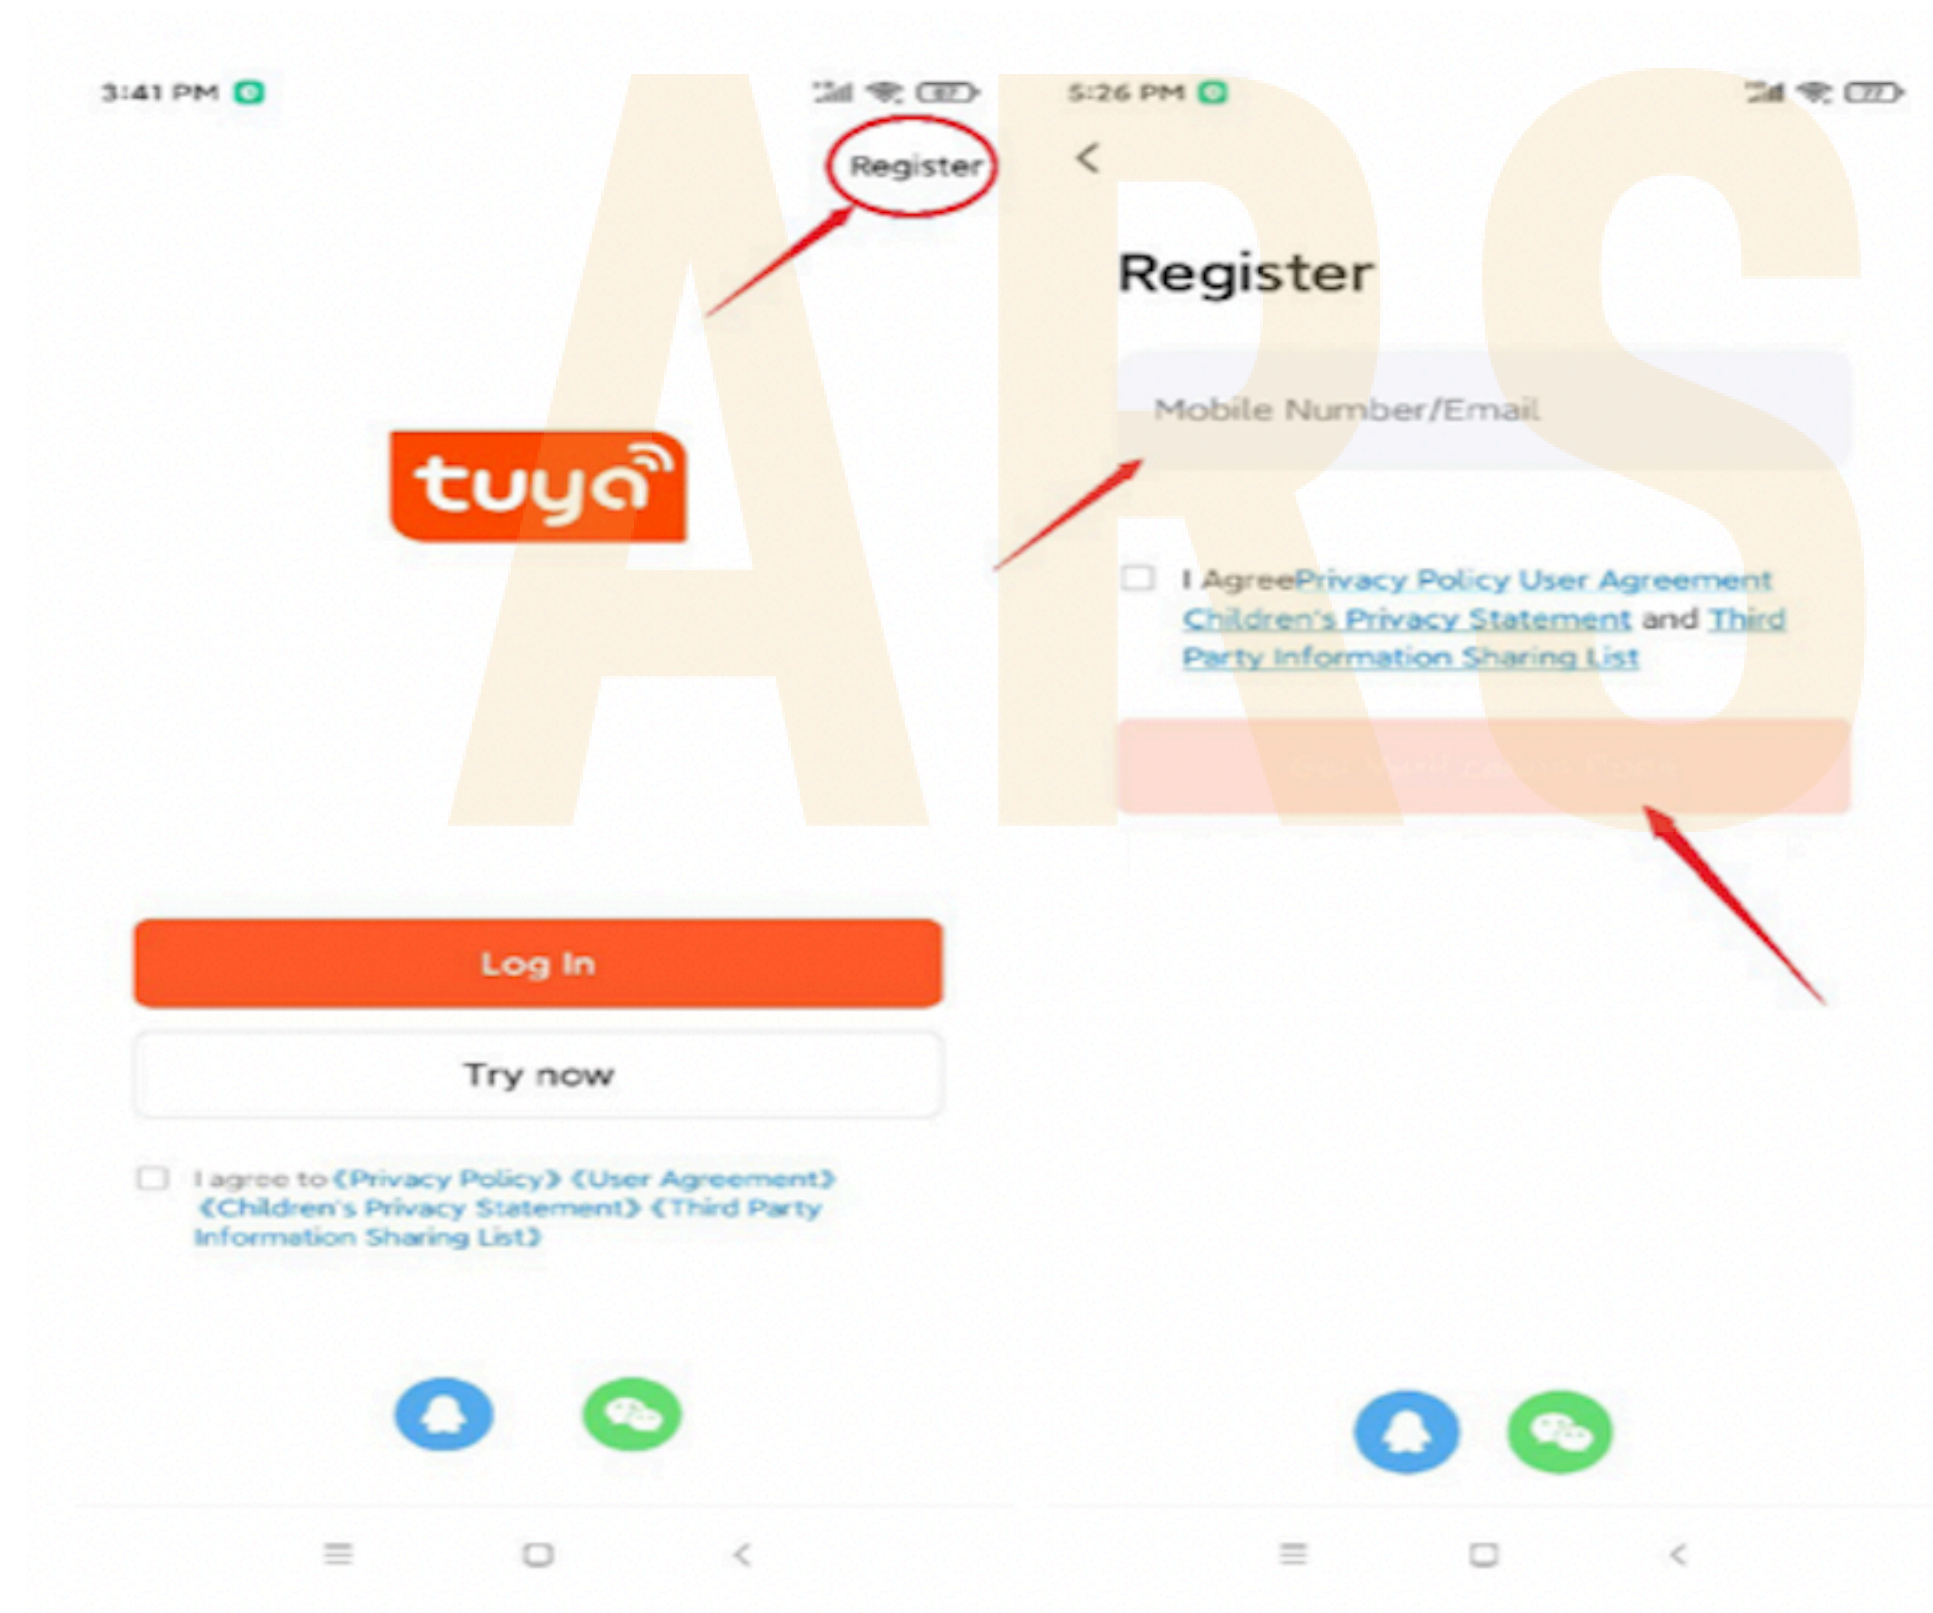 3:41 PM
Register
tuya
Log In
Try now
I agree to《Privacy Policy》《User Agreement》
《Children's Privacy Statement》《Third Party
Information Sharing List》
5:26 PM
77
Register
Mobile Number/Email
I AgreePrivacy Policy User Agreement
Children's Privacy Statement and Third
Party Information Sharing List
ARS